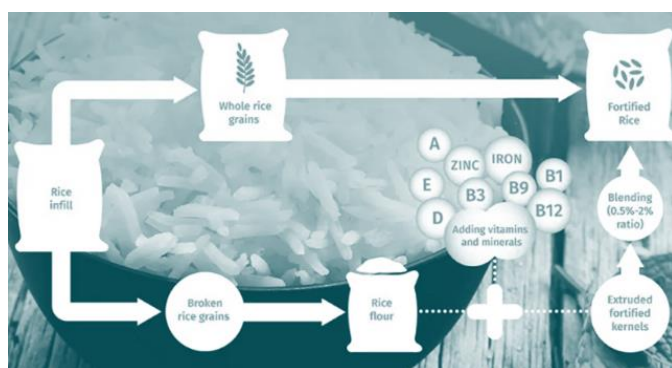 Whole rice
grains
Fortified
Rice
A
ZINC
IRON
B1
E
B3
B9
D
B12
Adding vitamins
and minerals
Rice
infill
Blending
(0.5%-2%
ratio)
Broken
rice grains
Rice
flour
Extruded
fortified
kernels